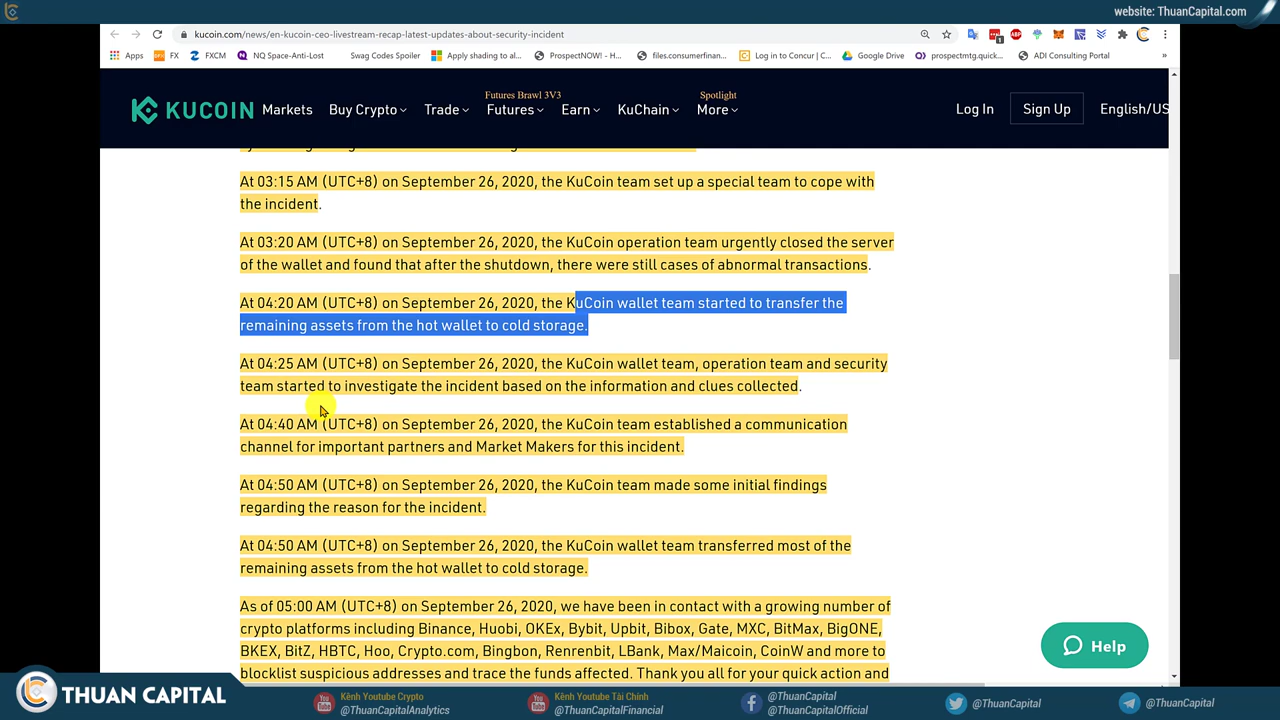 website: ThuanCapital.com
kucoin.com/news/en-kucoin-ceo-livestream-recap-latest-updates-about-security-incident
Apps FX FXCM NQ Space-Anti-Lost Swap Codes Spoiler Apply shading to al... ProspectNOW! - H... files.consumerfinan... Log in to Concur | C... Google Drive prospectmtg.quick... ADI Consulting Portal »
Futures Brawl 3V3 Spotlight
KUCOIN Markets Buy Crypto Trade Futures Earn KuChain More Log In Sign Up English/US
At 03:15 AM (UTC+8) on September 26, 2020, the KuCoin team set up a special team to cope with
the incident.
At 03:20 AM (UTC+8) on September 26, 2020, the KuCoin operation team urgently closed the server
of the wallet and found that after the shutdown, there were still cases of abnormal transactions.
At 04:20 AM (UTC+8) on September 26, 2020, the KuCoin wallet team started to transfer the
remaining assets from the hot wallet to cold storage.
At 04:25 AM (UTC+8) on September 26, 2020, the KuCoin wallet team, operation team and security
team started to investigate the incident based on the information and clues collected.
At 04:40 AM (UTC+8) on September 26, 2020, the KuCoin team established a communication
channel for important partners and Market Makers for this incident.
At 04:50 AM (UTC+8) on September 26, 2020, the KuCoin team made some initial findings
regarding the reason for the incident.
At 04:50 AM (UTC+8) on September 26, 2020, the KuCoin wallet team transferred most of the
remaining assets from the hot wallet to cold storage.
As of 05:00 AM (UTC+8) on September 26, 2020, we have been in contact with a growing number of
crypto platforms including Binance, Huobi, OKEx, Bybit, Upbit, Bibox, Gate, MXC, BitMax, BigONE,
BKEX, BitZ, HBTC, Hoo, Crypto.com, Bingbon, Renrenbit, LBank, Max/Maicoin, CoinW and more to
blocklist suspicious addresses and trace the funds affected. Thank you all for your quick action and
Help
THUAN CAPITAL
Kênh Youtube Crypto
@ThuanCapitalAnalytics
Kênh Youtube Tài Chính
@ThuanCapitalFinancial
@ThuanCapital
@ThuanCapitalOfficial
@ThuanCapital
@ThuanCapital